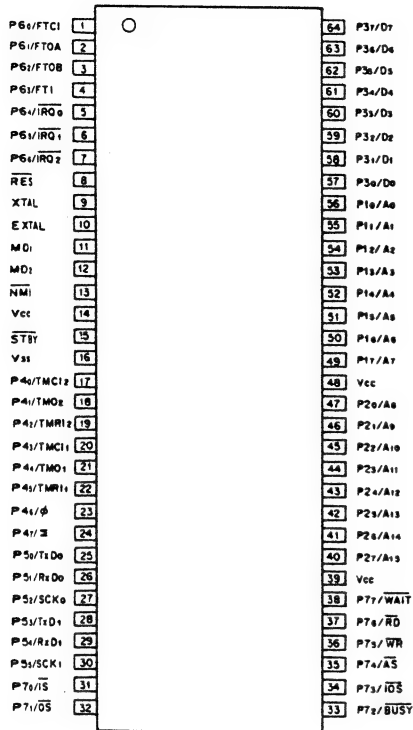 P60/FTCI 1
P61/FTOA 2
P62/FTOB 3
P63/FTI 4
P64/IRQ0 5
P65/IRQ1 6
P66/IRQ2 7
RES 8
XTAL 9
EXTAL 10
MD1 11
MD2 12
NMI 13
Vcc 14
STBY 15
Vss 16
P40/TMCI2 17
P41/TMO2 18
P42/TMRI2 19
P43/TMCI1 20
P44/TMO1 21
P45/TMRI1 22
P46/ϕ 23
P47/ 24
P50/TxD0 25
P51/RxD0 26
P52/SCK0 27
P53/TxD1 28
P54/RxD1 29
P55/SCK1 30
P70/IS 31
P71/OS 32
64 P37/D7
63 P36/D6
62 P35/D5
61 P34/D4
60 P33/D3
59 P32/D2
58 P31/D1
57 P30/D0
56 P10/A0
55 P11/A1
54 P12/A2
53 P13/A3
52 P14/A4
51 P15/A5
50 P16/A6
49 P17/A7
48 Vcc
47 P20/A8
46 P21/A9
45 P22/A10
44 P23/A11
43 P24/A12
42 P25/A13
41 P26/A14
40 P27/A15
39 Vcc
38 P77/WAIT
37 P76/RD
36 P75/WR
35 P74/AS
34 P73/IOS
33 P72/BUSY